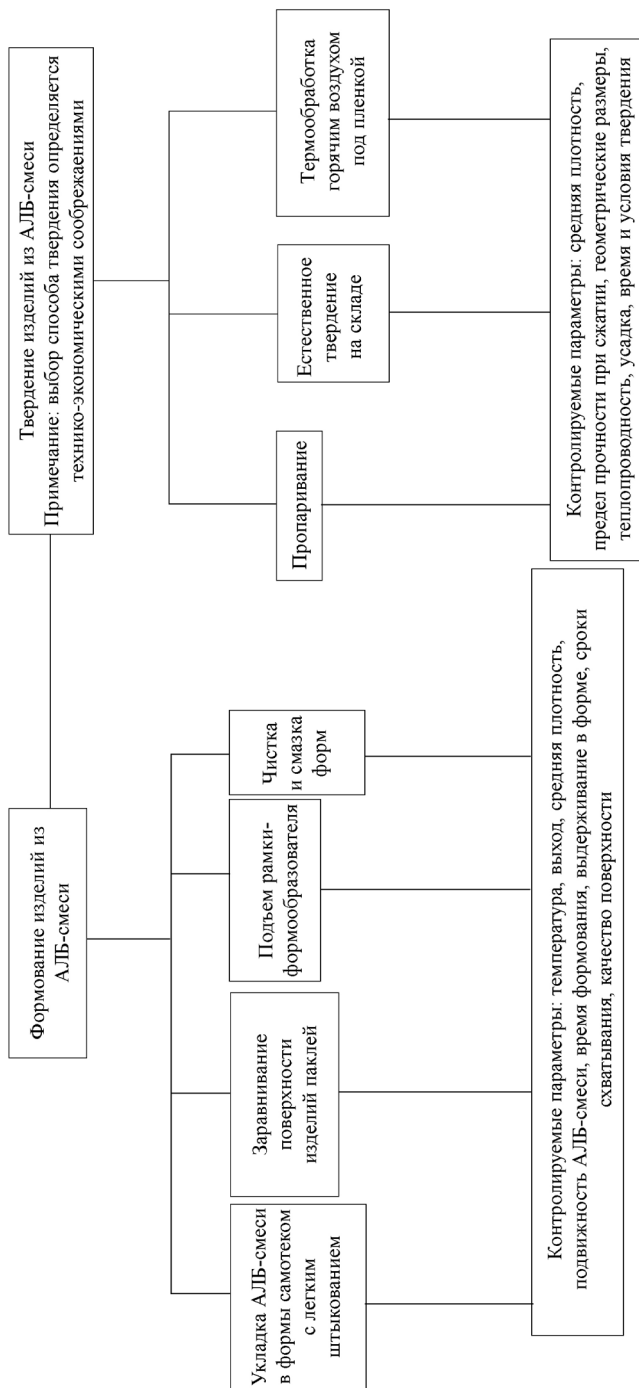 Формование изделий из
АЛБ-смеси
Твердение изделий из АЛБ-смеси
Примечание: выбор способа твердения определяется
технико-экономическими соображаениями
Укладка АЛБ-смеси
в формы самотеком
с легким
штыкованием
Заравнивание
поверхности
изделий паклей
Подъем рамки-
формообразователя
Чистка
и смазка
форм
Пропаривание
Естественное
твердение
на складе
Термообработка
горячим воздухом
под пленкой
Контролируемые параметры: температура, выход, средняя плотность,
подвижность АЛБ-смеси, время формования, выдерживание в форме, сроки
схватывания, качество поверхности
Контролируемые параметры: средняя плотность,
предел прочности при сжатии, геометрические размеры,
теплопроводность, усадка, время и условия твердения